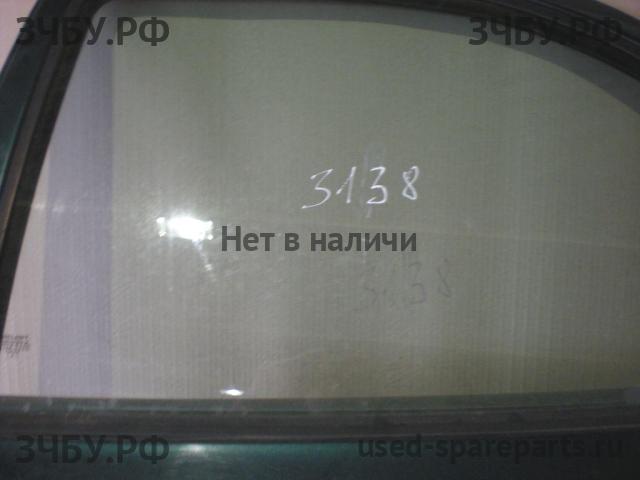 ЗЧБУ.РФ ЗЧБУ.РФ
3138
Нет в наличи
3138
ЗЧБУ.РФ used-spareparts.ru